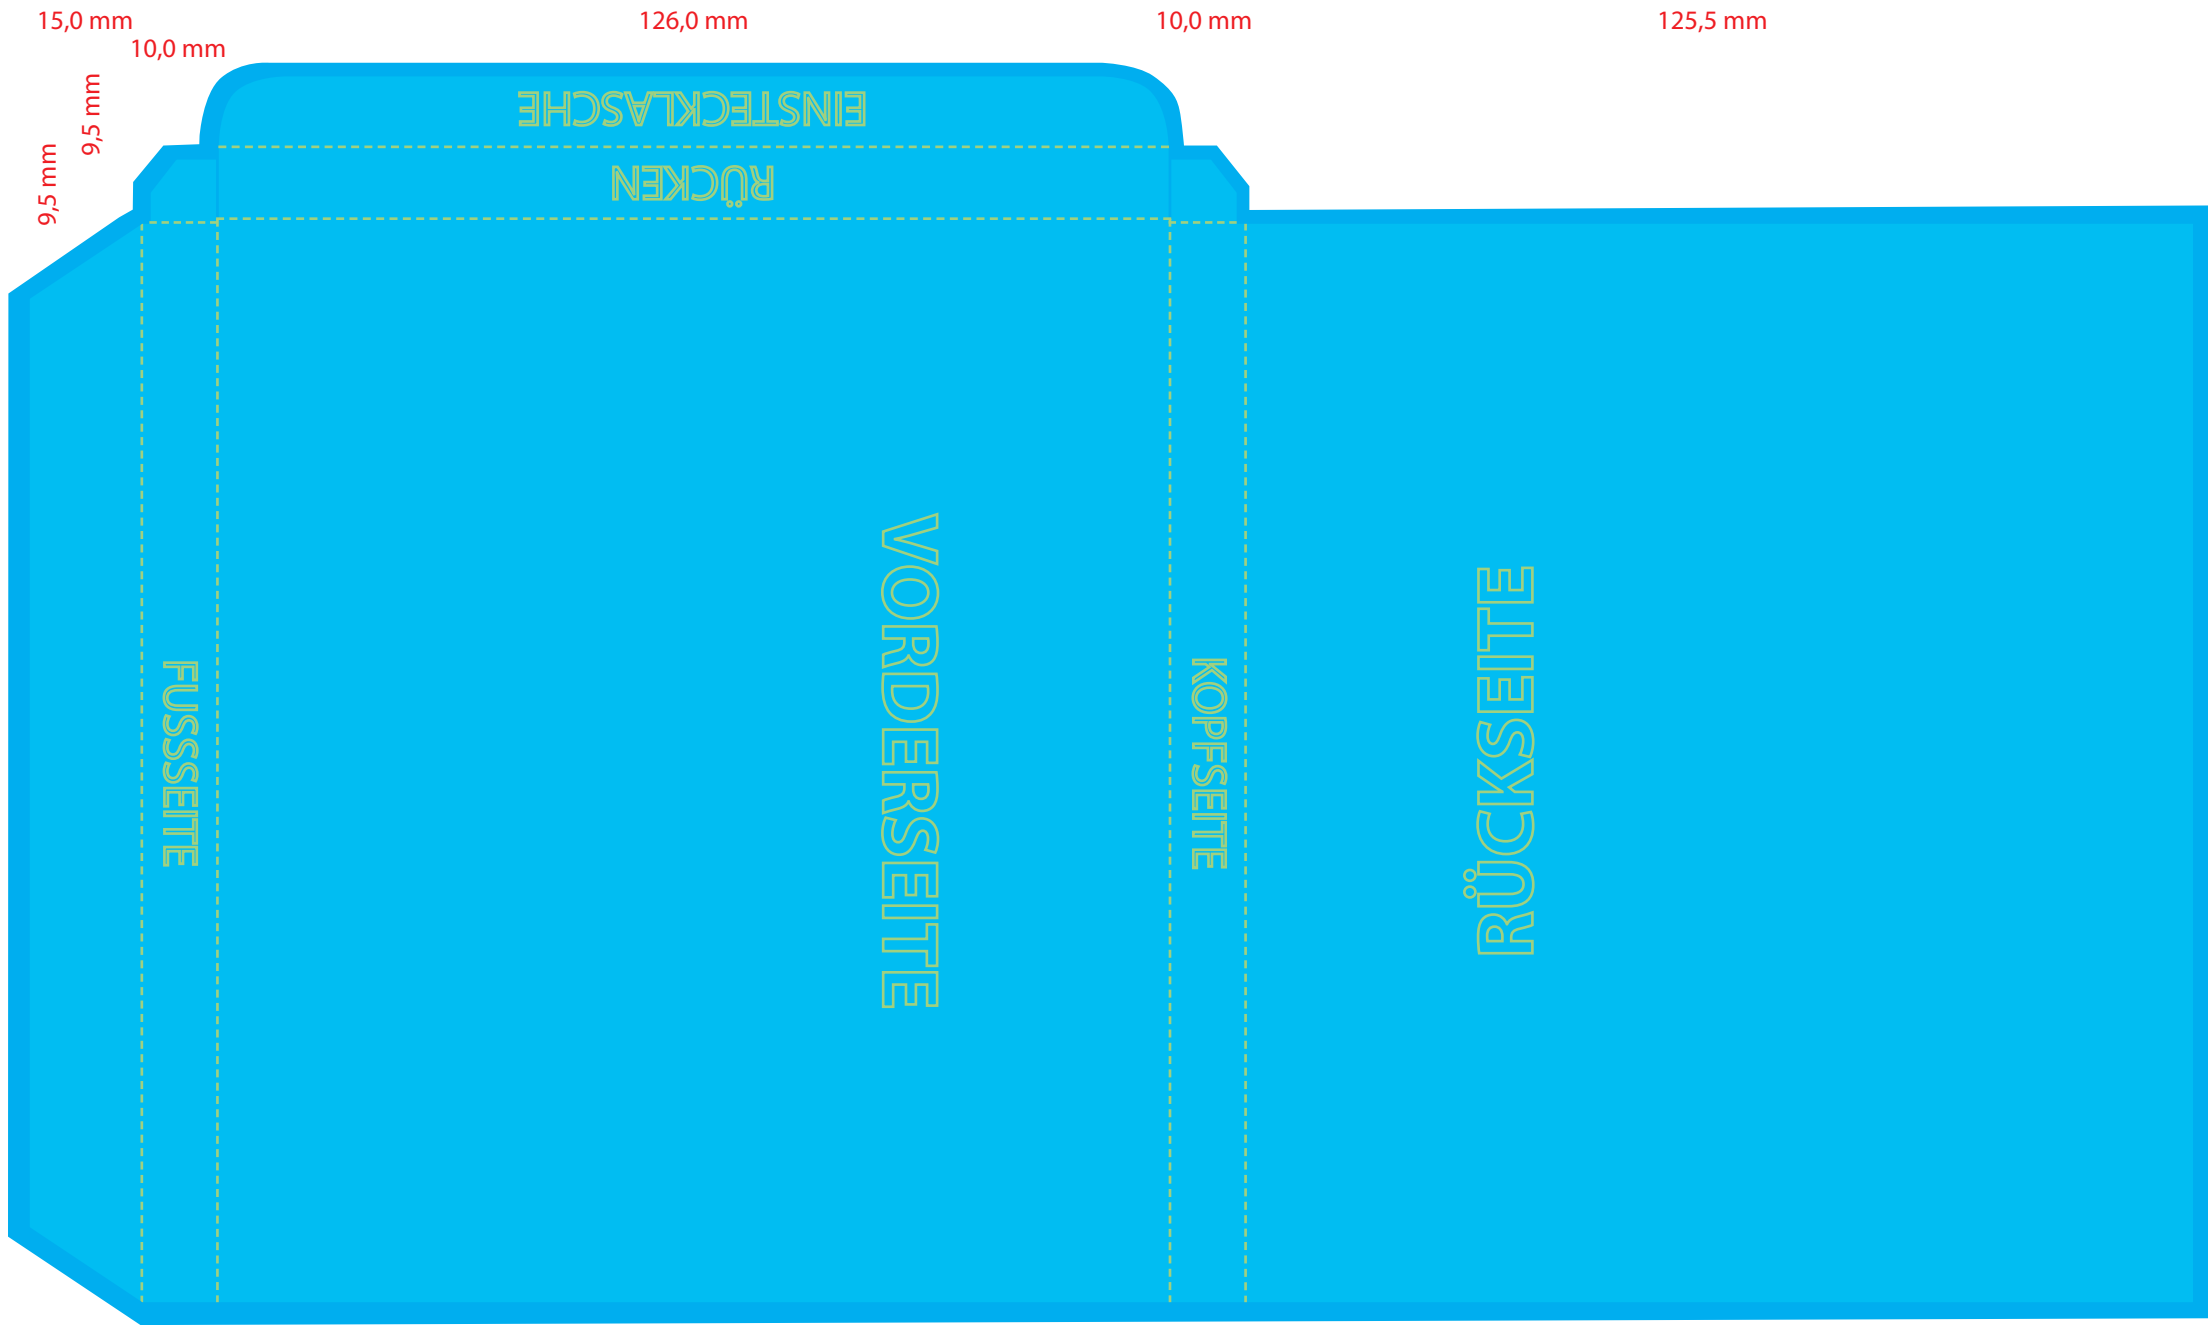 15,0 mm
126,0 mm
10,0 mm
125,5 mm
10,0 mm
9,5 mm
9,5 mm
EINSTECKLASCHE
RÜCKEN
FUSSSEITE
VORDERSEITE
KOPFSEITE
RÜCKSEITE